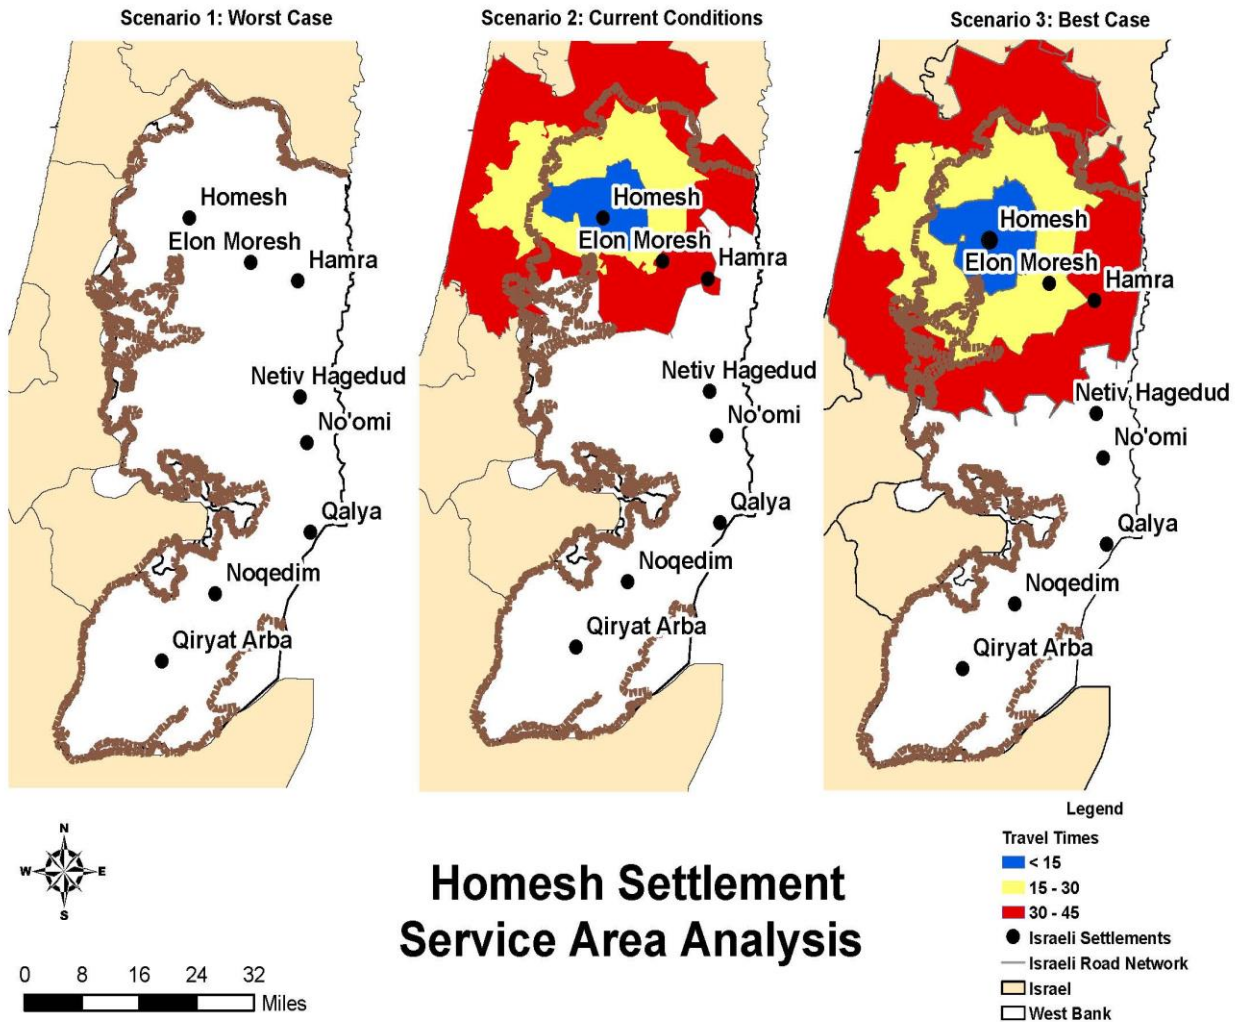 Scenario 1: Worst Case
Scenario 2: Current Conditions
Scenario 3: Best Case
Homesh
Elon Moresh
Hamra
Netiv Hagedud
No'omi
Qalya
Noqedim
Qiryat Arba
Homesh
Elon Moresh
Hamra
Netiv Hagedud
No'omi
Qalya
Noqedim
Qiryat Arba
Homesh
Elon Moresh
Hamra
Netiv Hagedud
No'omi
Qalya
Noqedim
Qiryat Arba
N
W
E
S
0 8 16 24 32
Miles
Homesh Settlement
Service Area Analysis
Legend
Travel Times
< 15
15 - 30
30 - 45
Israeli Settlements
Israeli Road Network
Israel
West Bank